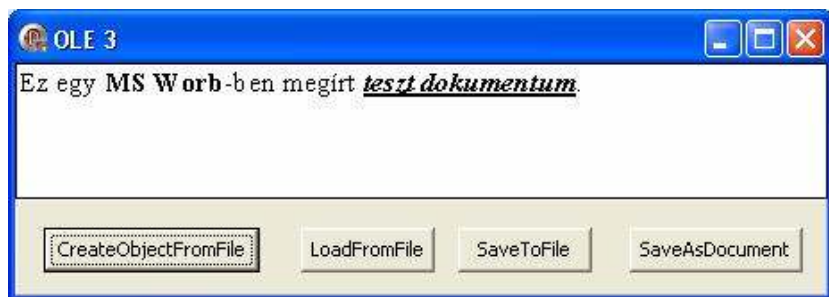 OLE 3
Ez egy MS Worb-ben megírt teszt dokumentum.
CreateObjectFromFile LoadFromFile SaveToFile SaveAsDocument